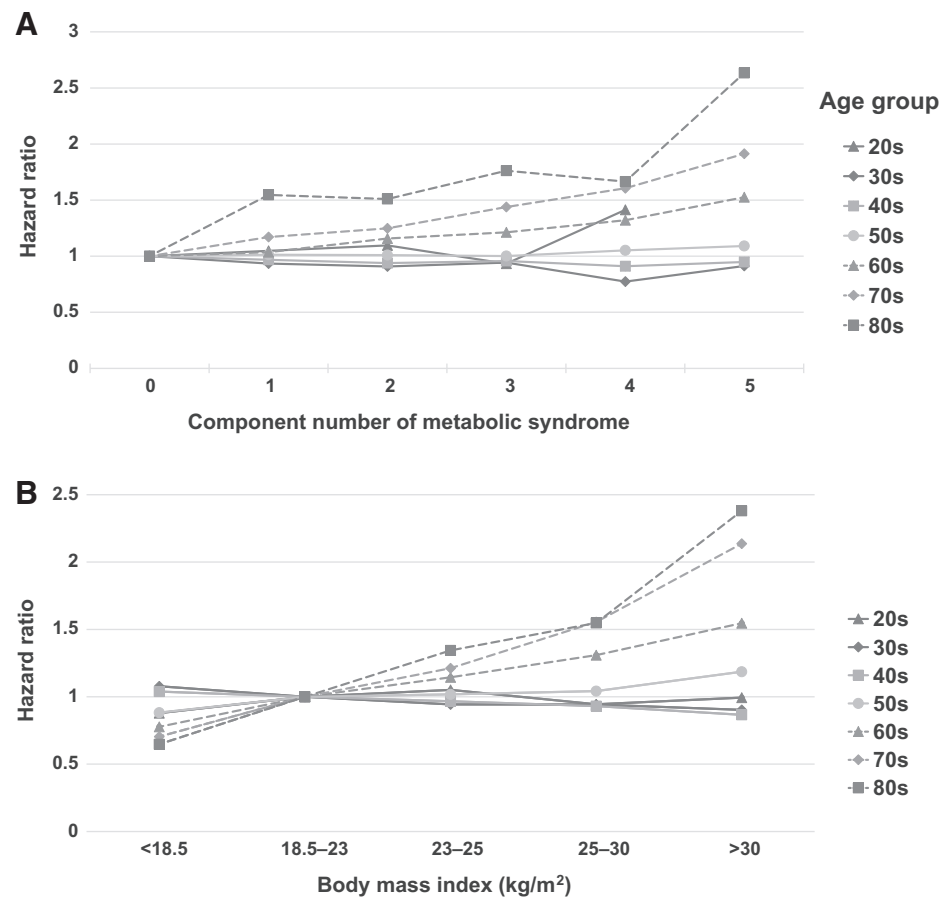 A
3
2.5
2
1.5
1
0.5
0
Hazard ratio
0 1 2 3 4 5
Component number of metabolic syndrome
Age group
20s
30s
40s
50s
60s
70s
80s
B
2.5
2
1.5
1
0.5
0
Hazard ratio
<18.5 18.5–23 23–25 25–30 >30
Body mass index (kg/m²)
20s
30s
40s
50s
60s
70s
80s